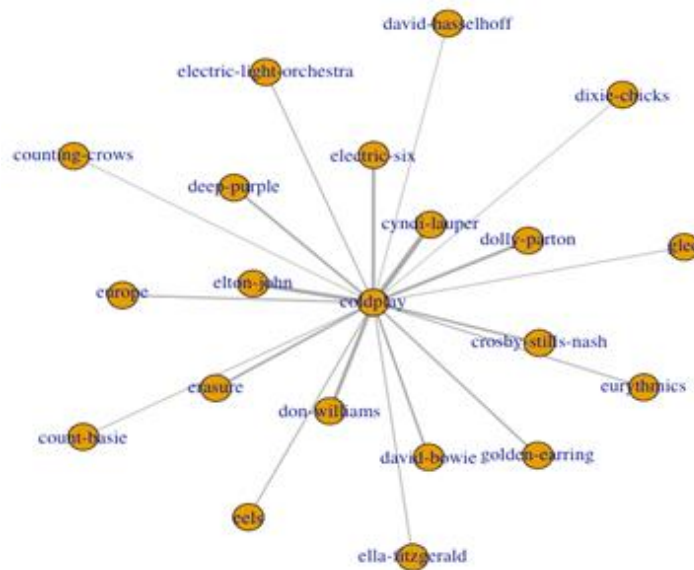 david-hasselhoff
electric-light-orchestra
dixie-chicks
counting-crows
electric-six
deep-purple
cyndi-lauper
dolly-parton
glee
elton-john
europe
coldplay
crosby-stills-nash
erasure
eurythmics
don-williams
count-basie
david-bowie
golden-earring
eels
ella-fitzgerald